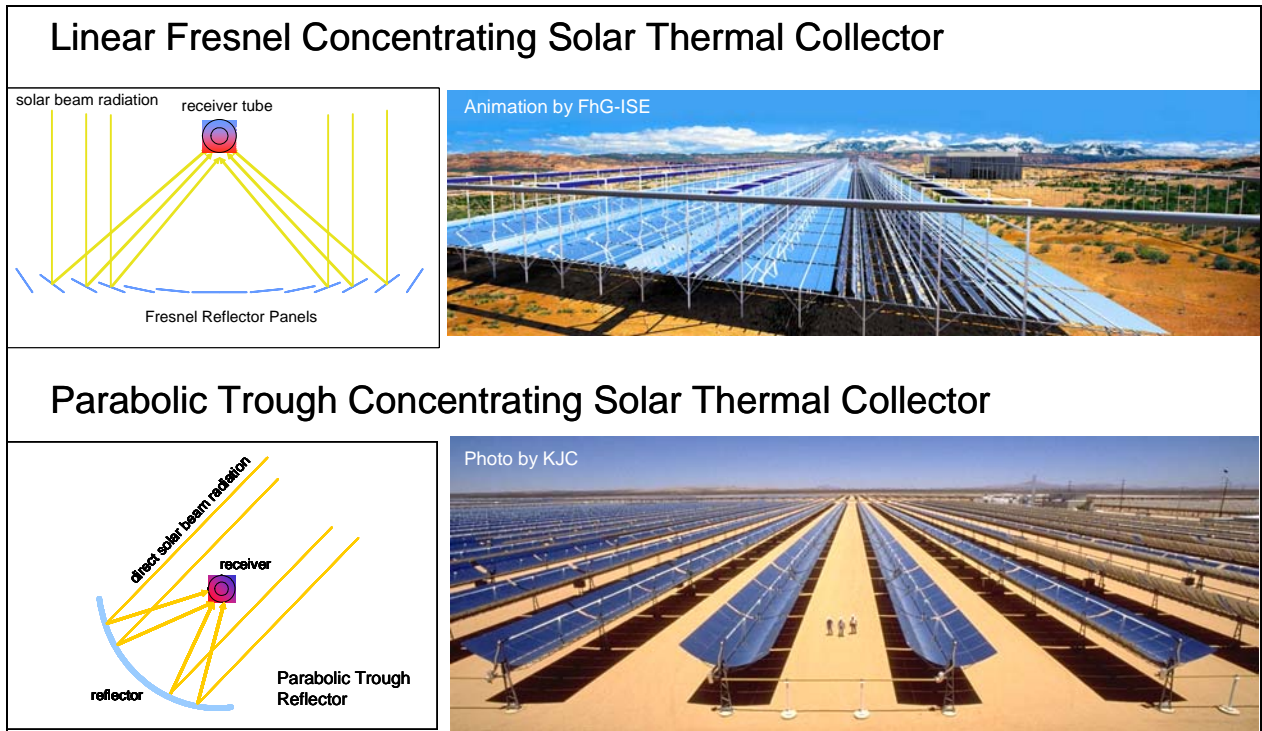 Linear Fresnel Concentrating Solar Thermal Collector
solar beam radiation
receiver tube
Fresnel Reflector Panels
Animation by FhG-ISE
Parabolic Trough Concentrating Solar Thermal Collector
direct solar beam radiation
receiver
reflector
Parabolic Trough
Reflector
Photo by KJC